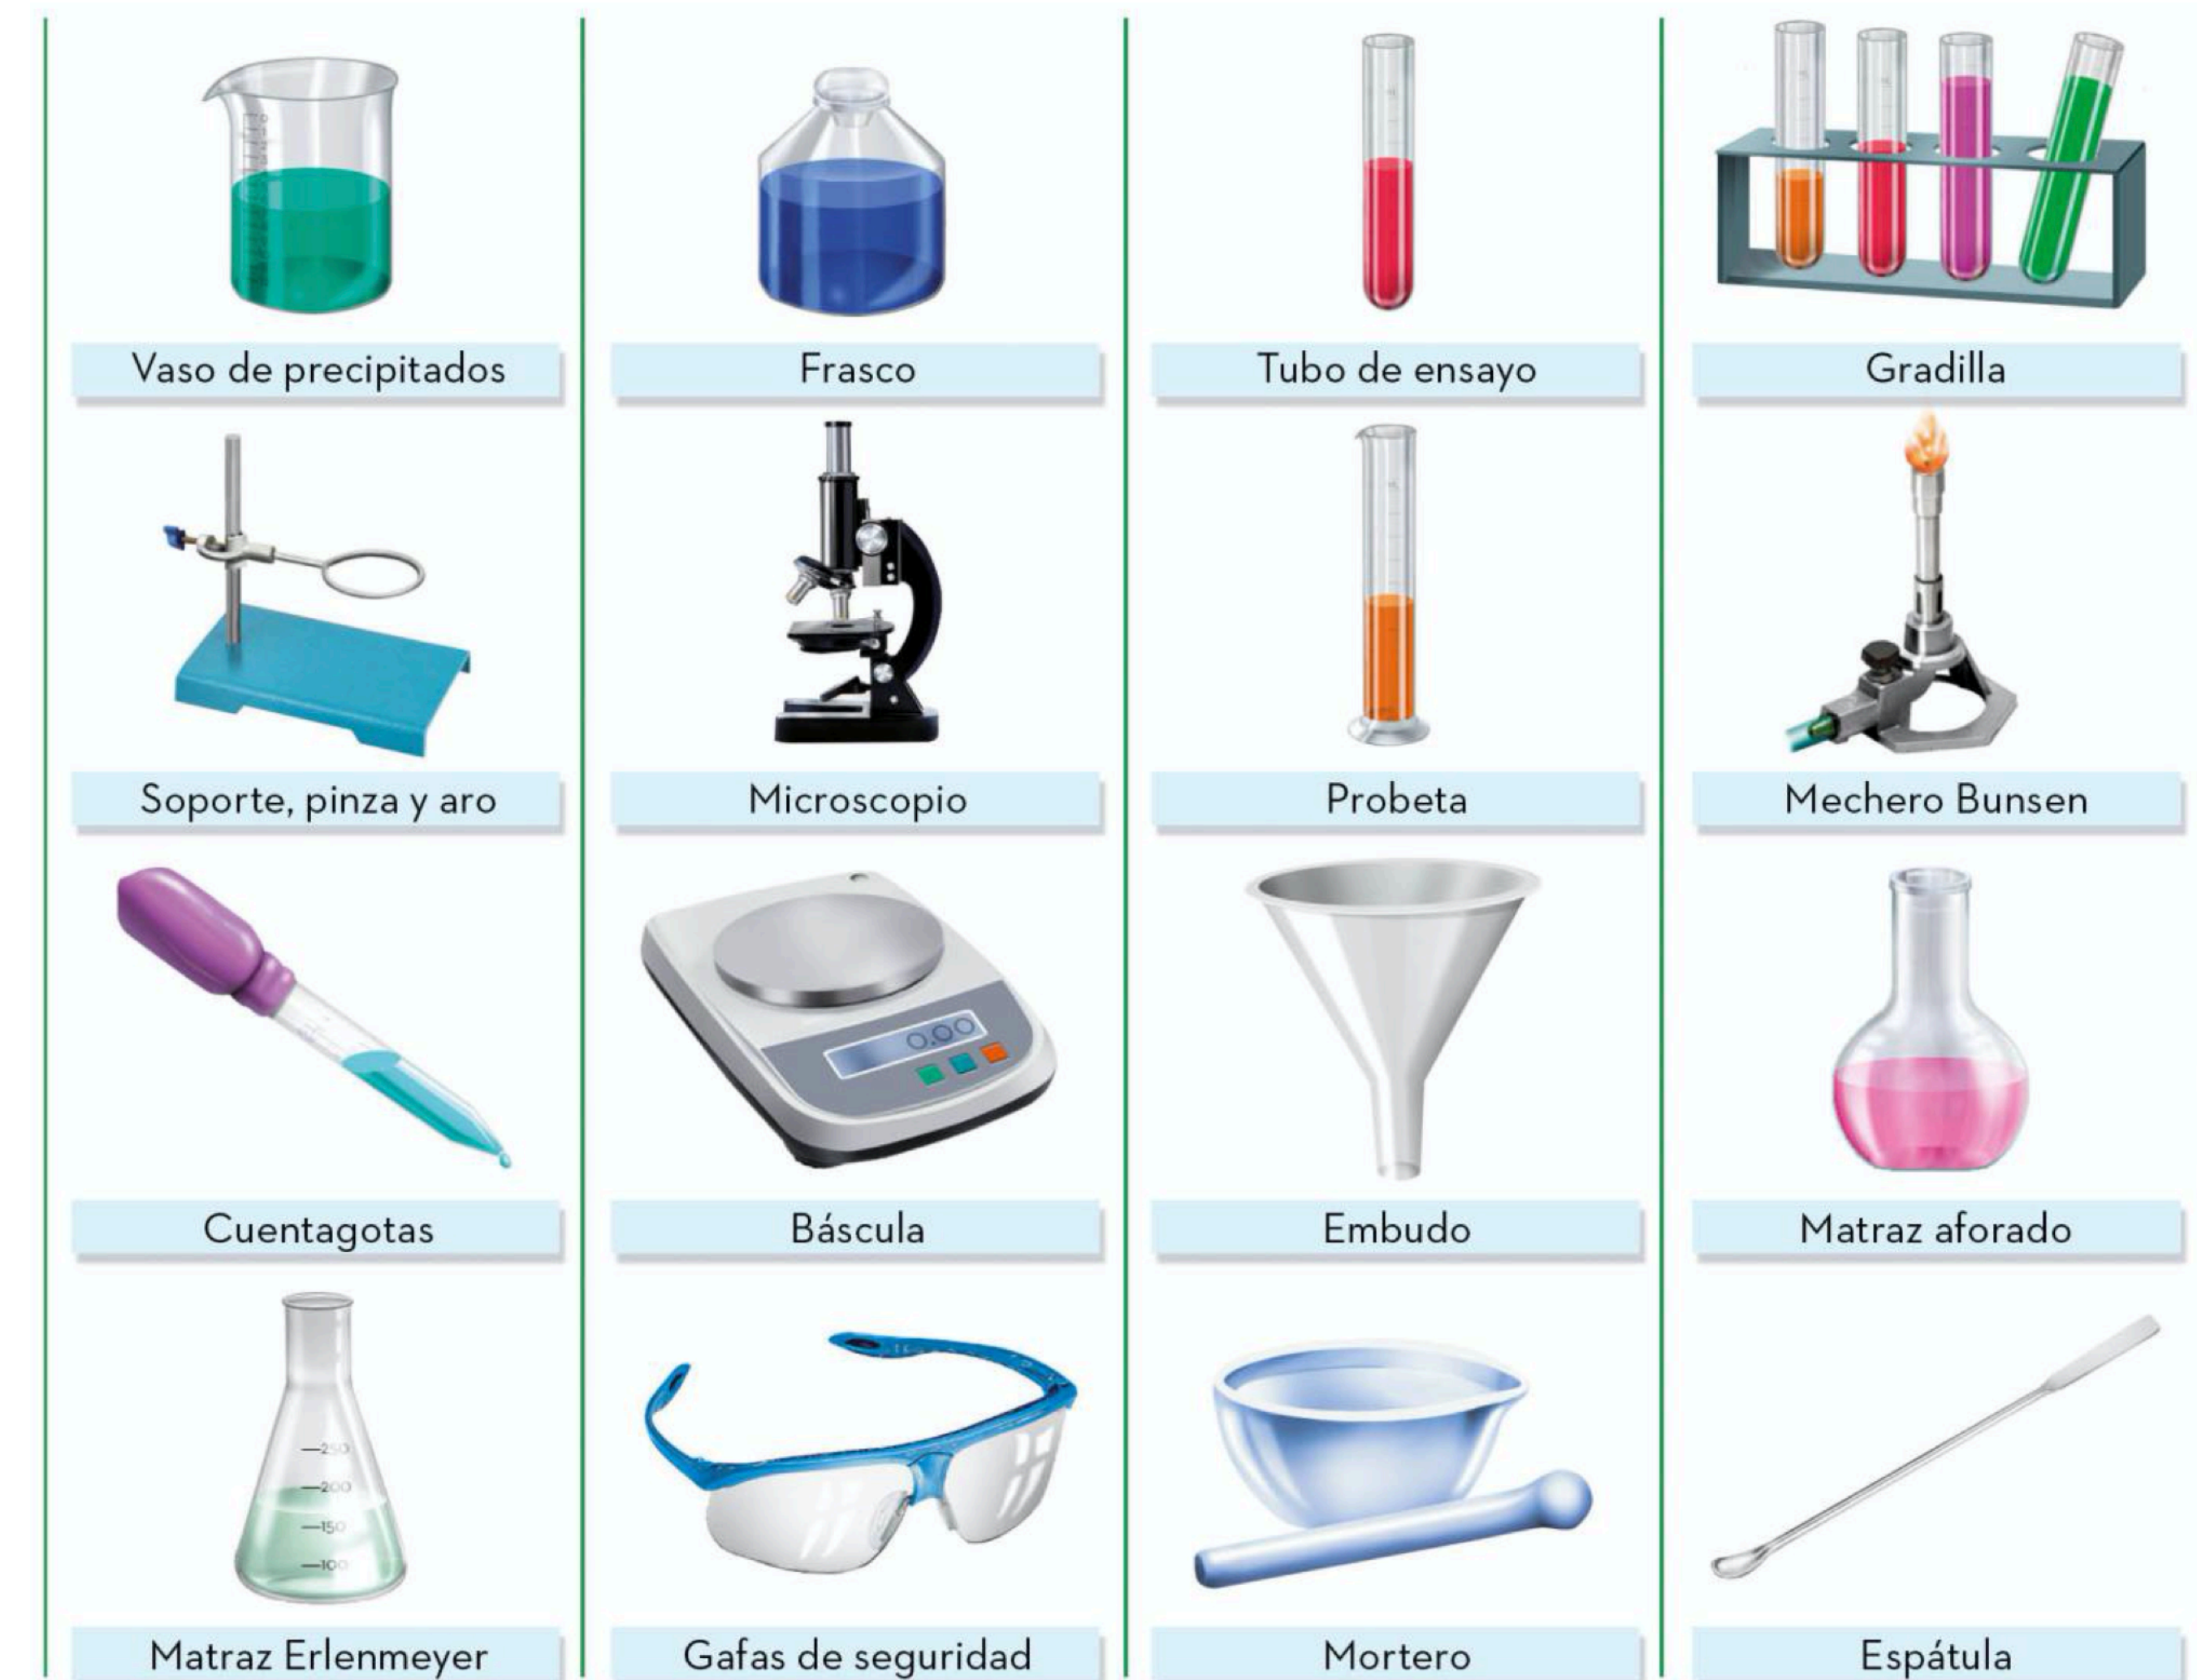 Vaso de precipitados
Frasco
Tubo de ensayo
Gradilla
Soporte, pinza y aro
Microscopio
Probeta
Mechero Bunsen
0.00
Cuentagotas
Báscula
Embudo
Matraz aforado
250
200
150
100
Matraz Erlenmeyer
Gafas de seguridad
Mortero
Espátula